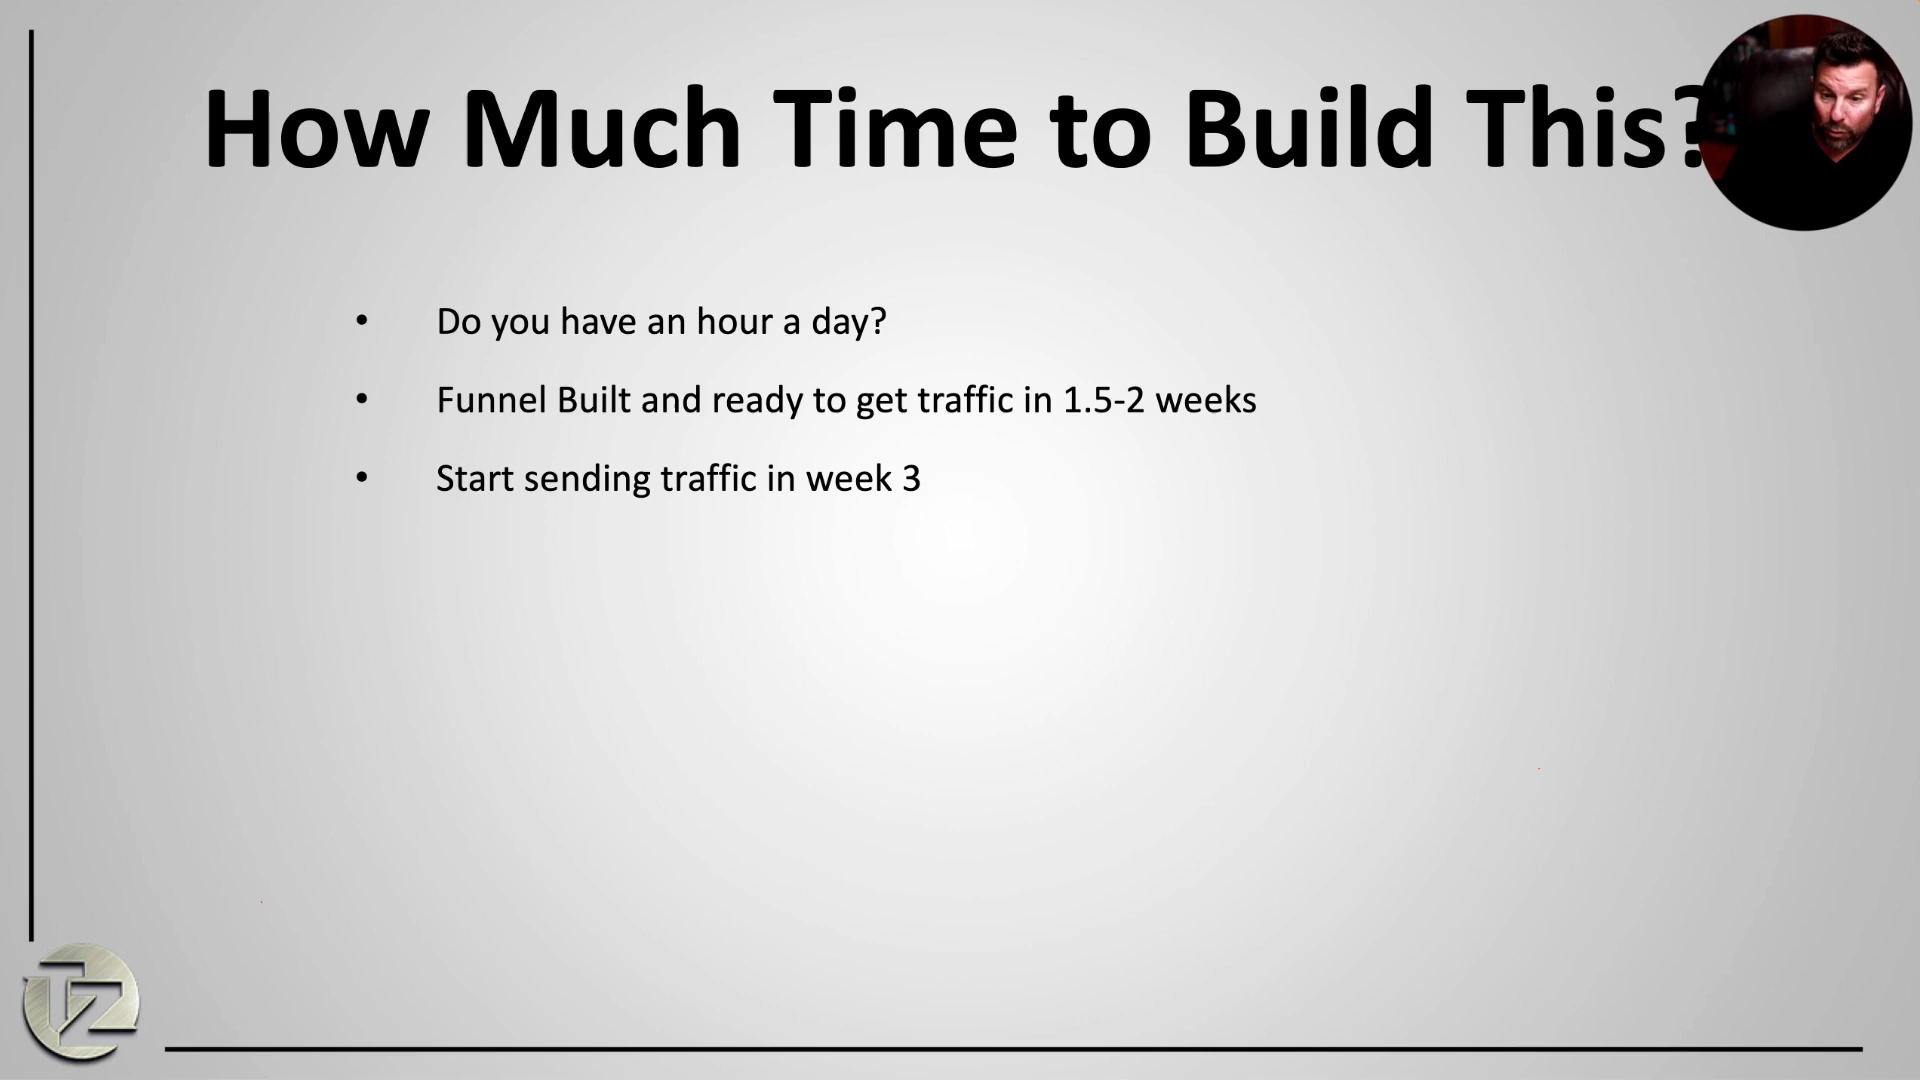 How Much Time to Build This?
• Do you have an hour a day?
• Funnel Built and ready to get traffic in 1.5-2 weeks
• Start sending traffic in week 3
TZ